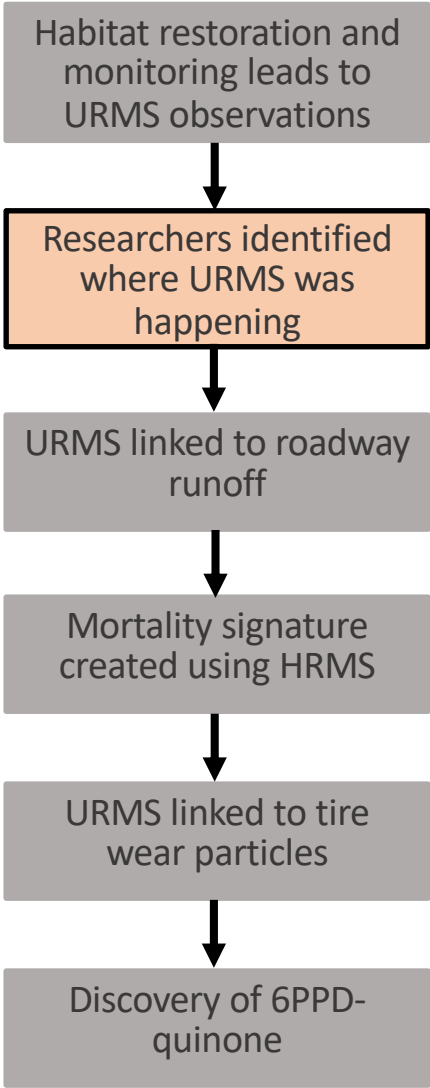 Habitat restoration and
monitoring leads to
URMS observations
Researchers identified
where URMS was
happening
URMS linked to roadway
runoff
Mortality signature
created using HRMS
URMS linked to tire
wear particles
Discovery of 6PPD-
quinone